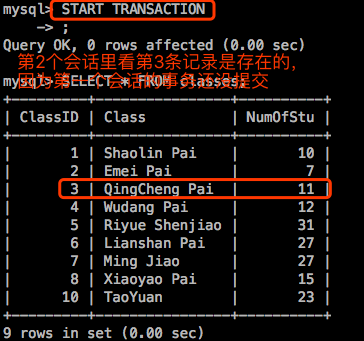 mysql> START TRANSACTION
    -> ;
Query OK, 0 rows affected (0.00 sec)
第2个会话里看第3条记录是存在的,
因为第一个会话的事务还没提交
mysql> SELECT * FROM classes;
+---------+----------------+----------+
| ClassID | Class          | NumOfStu |
+---------+----------------+----------+
|       1 | Shaolin Pai    |       10 |
|       2 | Emei Pai       |        7 |
|       3 | QingCheng Pai  |       11 |
|       4 | Wudang Pai     |       12 |
|       5 | Riyue Shenjiao |       31 |
|       6 | Lianshan Pai   |       27 |
|       7 | Ming Jiao      |       27 |
|       8 | Xiaoyao Pai    |       15 |
|      10 | TaoYuan        |       23 |
+---------+----------------+----------+
9 rows in set (0.00 sec)